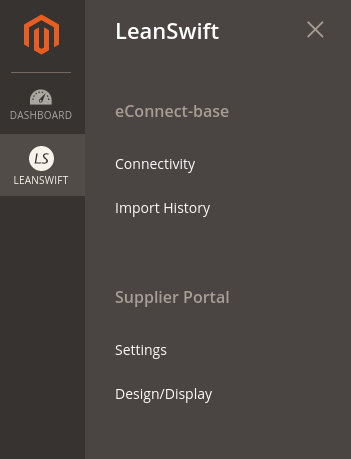 LeanSwift
DASHBOARD
LS
LEANSWIFT
eConnect-base
Connectivity
Import History
Supplier Portal
Settings
Design/Display